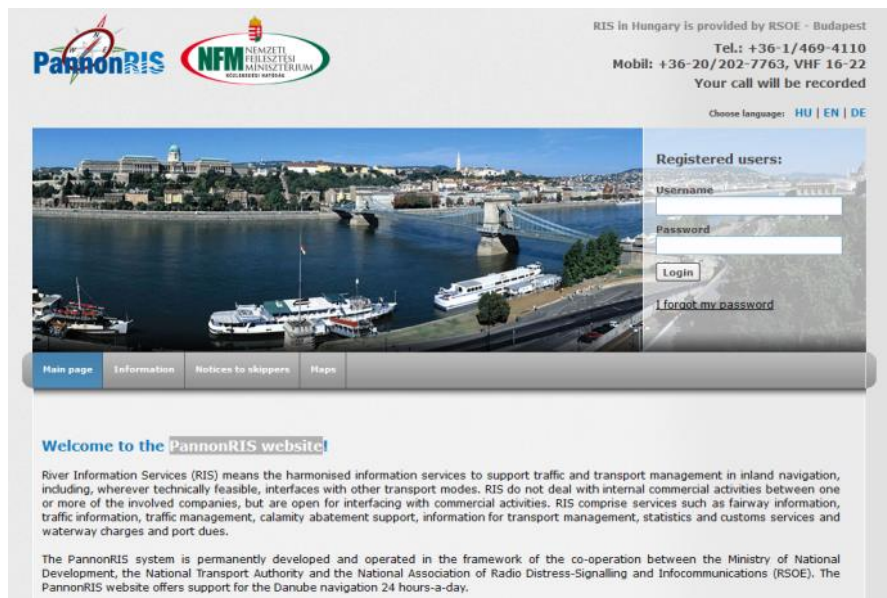 RIS in Hungary is provided by RSOE - Budapest
Tel.: +36-1/469-4110
Mobil: +36-20/202-7763, VHF 16-22
Your call will be recorded
Choose language: HU | EN | DE
PannonRIS
NFM NEMZETI
FEJLESZTÉSI
MINISZTÉRIUM
KÖZLEKEDÉSI HATÓSÁG
Registered users:
Username
Password
Login
I forgot my password
Main page Information Notices to skippers Maps
Welcome to the PannonRIS website!
River Information Services (RIS) means the harmonised information services to support traffic and transport management in inland navigation,
including, wherever technically feasible, interfaces with other transport modes. RIS do not deal with internal commercial activities between one
or more of the involved companies, but are open for interfacing with commercial activities. RIS comprise services such as fairway information,
traffic information, traffic management, calamity abatement support, information for transport management, statistics and customs services and
waterway charges and port dues.
The PannonRIS system is permanently developed and operated in the framework of the co-operation between the Ministry of National
Development, the National Transport Authority and the National Association of Radio Distress-Signalling and Infocommunications (RSOE). The
PannonRIS website offers support for the Danube navigation 24 hours-a-day.